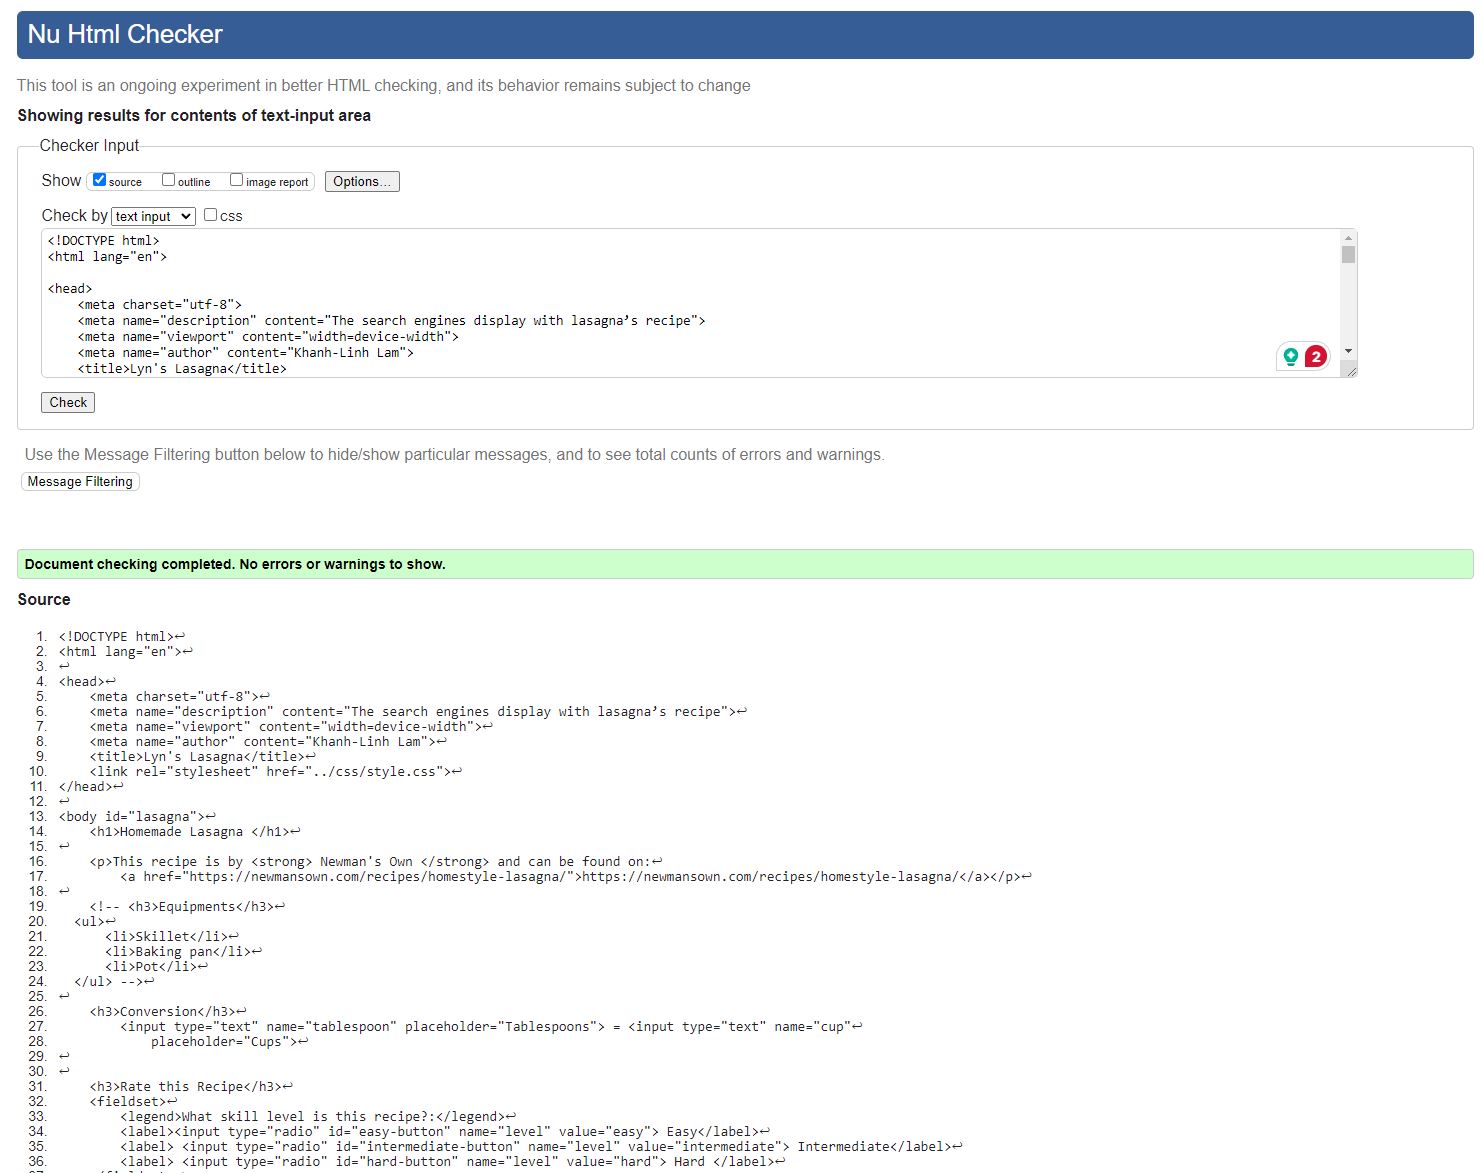 Nu Html Checker
This tool is an ongoing experiment in better HTML checking, and its behavior remains subject to change
Showing results for contents of text-input area
Checker Input
Show source outline image report Options...
Check by text input css
<!DOCTYPE html>
<html lang="en">
<head>
    <meta charset="utf-8">
    <meta name="description" content="The search engines display with lasagna’s recipe">
    <meta name="viewport" content="width=device-width">
    <meta name="author" content="Khanh-Linh Lam">
    <title>Lyn's Lasagna</title>
2
Check
Use the Message Filtering button below to hide/show particular messages, and to see total counts of errors and warnings.
Message Filtering
Document checking completed. No errors or warnings to show.
Source
1. <!DOCTYPE html>↩
2. <html lang="en">↩
3. ↩
4. <head>↩
5.     <meta charset="utf-8">↩
6.     <meta name="description" content="The search engines display with lasagna’s recipe">↩
7.     <meta name="viewport" content="width=device-width">↩
8.     <meta name="author" content="Khanh-Linh Lam">↩
9.     <title>Lyn's Lasagna</title>↩
10.     <link rel="stylesheet" href="../css/style.css">↩
11. </head>↩
12. ↩
13. <body id="lasagna">↩
14.     <h1>Homemade Lasagna </h1>↩
15. ↩
16.     <p>This recipe is by <strong> Newman's Own </strong> and can be found on:↩
17.         <a href="https://newmansown.com/recipes/homestyle-lasagna/">https://newmansown.com/recipes/homestyle-lasagna/</a></p>↩
18. ↩
19.     <!-- <h3>Equipments</h3>↩
20.   <ul>↩
21.       <li>Skillet</li>↩
22.       <li>Baking pan</li>↩
23.       <li>Pot</li>↩
24.   </ul> -->↩
25. ↩
26.     <h3>Conversion</h3>↩
27.         <input type="text" name="tablespoon" placeholder="Tablespoons"> = <input type="text" name="cup"↩
28.             placeholder="Cups">↩
29. ↩
30. ↩
31.     <h3>Rate this Recipe</h3>↩
32.     <fieldset>↩
33.         <legend>What skill level is this recipe?:</legend>↩
34.         <label><input type="radio" id="easy-button" name="level" value="easy"> Easy</label>↩
35.         <label> <input type="radio" id="intermediate-button" name="level" value="intermediate"> Intermediate</label>↩
36.         <label> <input type="radio" id="hard-button" name="level" value="hard"> Hard </label>↩